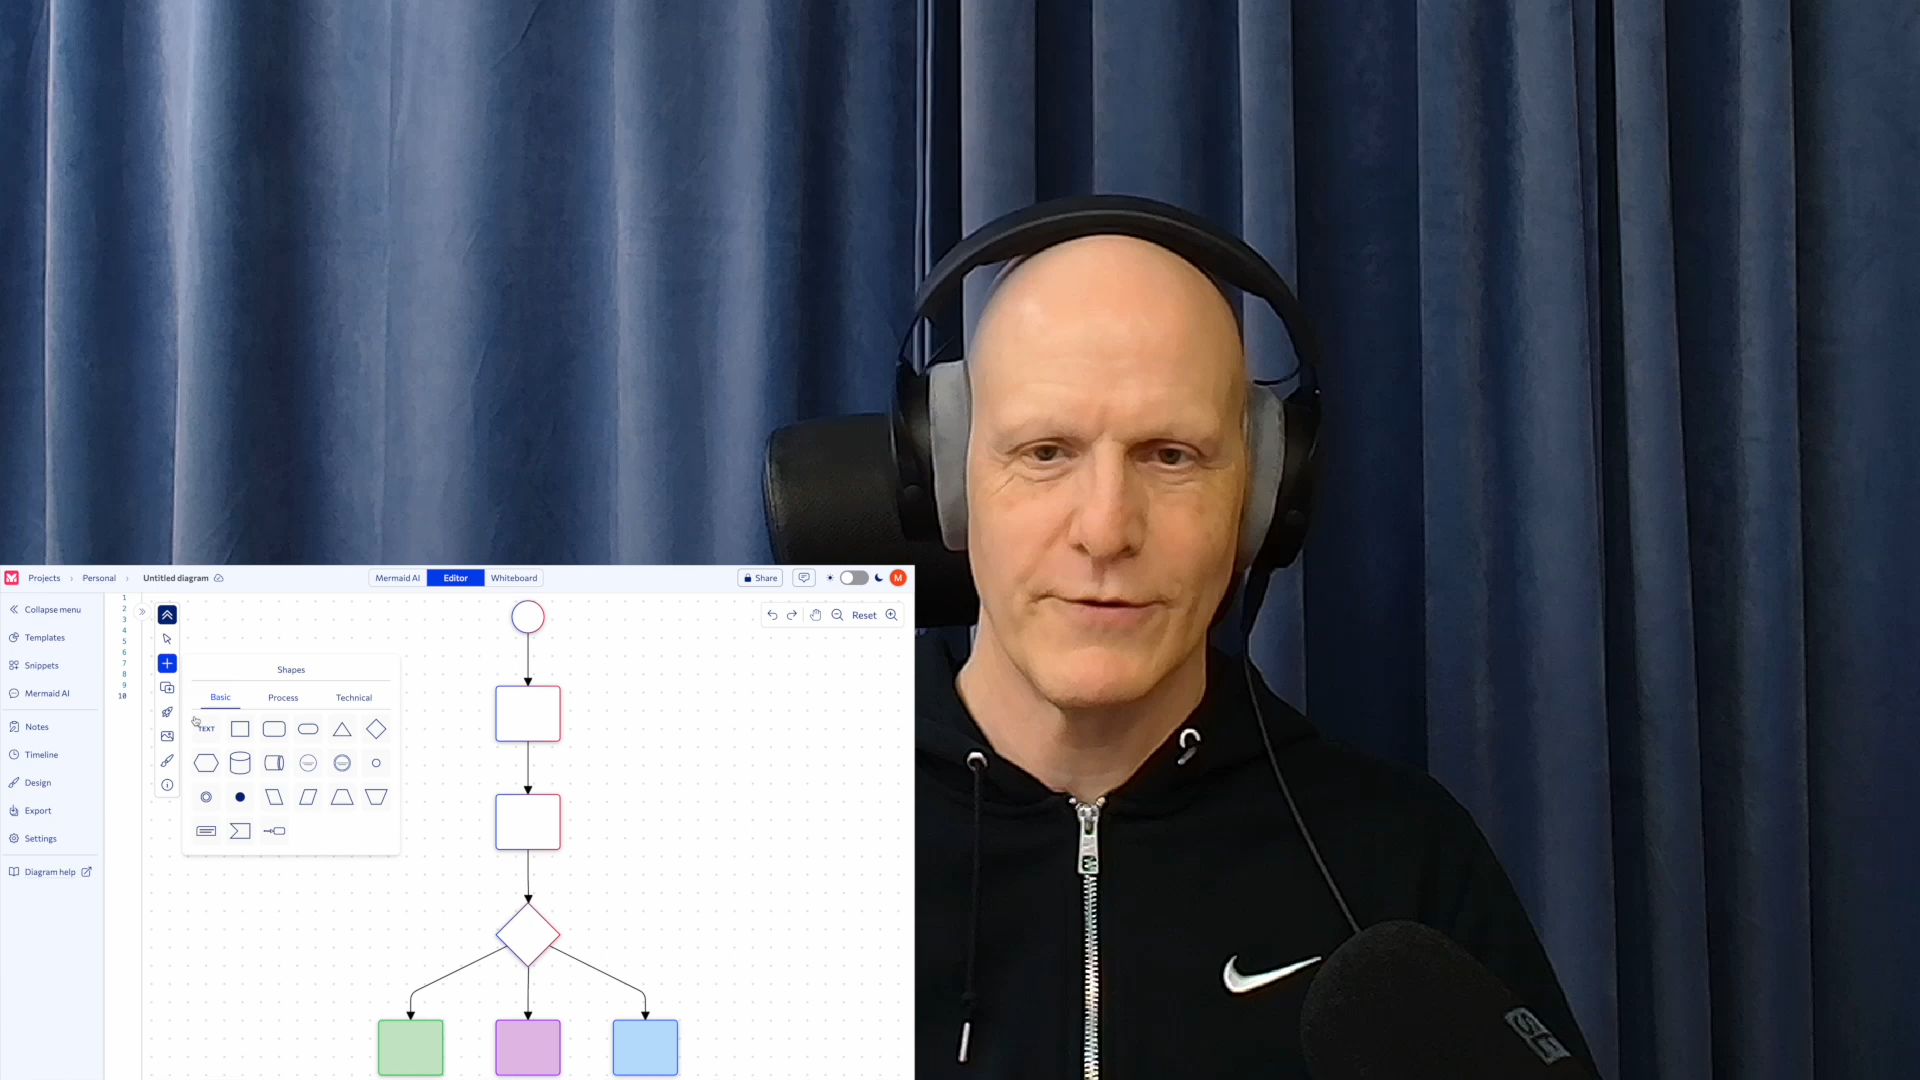 Projects › Personal › Untitled diagram
Mermaid AI Editor Whiteboard
Share
M
Collapse menu
Templates
Snippets
Mermaid AI
Notes
Timeline
Design
Export
Settings
Diagram help
1
2
3
4
5
6
7
8
9
10
Shapes
Basic Process Technical
TEXT
Reset